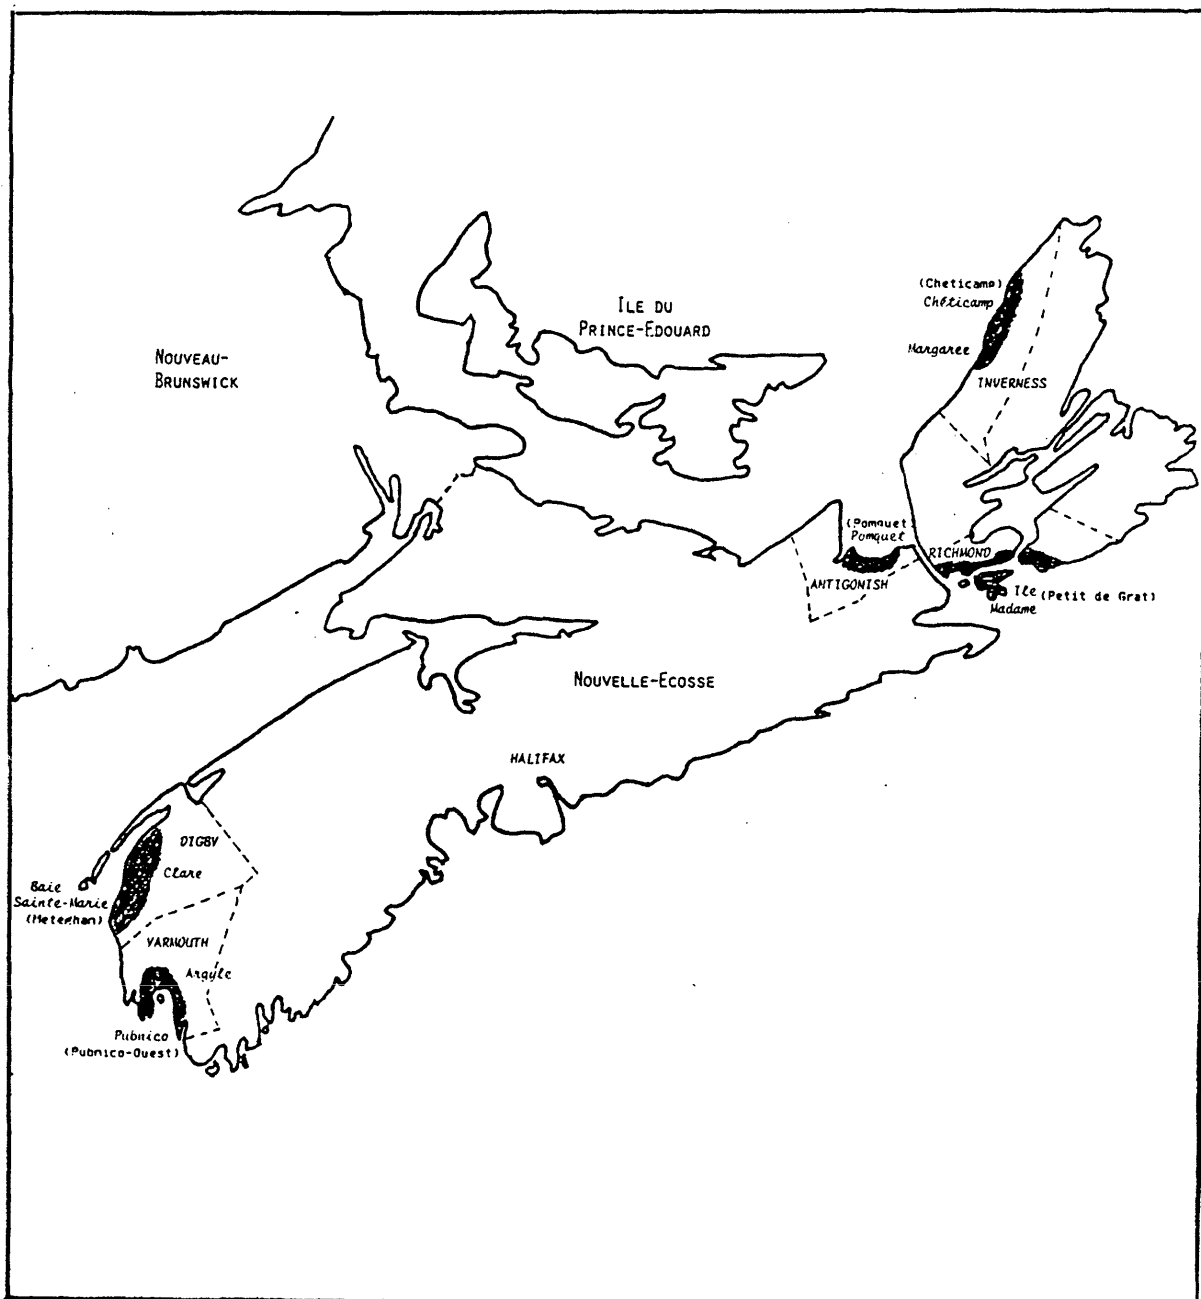 (Cheticamp)
Chéticamp
ILE DU
PRINCE-EDOUARD
Margaree
NOUVEAU-
BRUNSWICK
INVERNESS
(Pomquet)
Pomquet
RICHMOND
ANTIGONISH
Ile (Petit de Grat)
Madame
NOUVELLE-ECOSSE
HALIFAX
DIGBY
Clare
Baie
Sainte-Marie
(Meteghan)
YARMOUTH
Argyle
Pubnico
(Pubnico-Ouest)